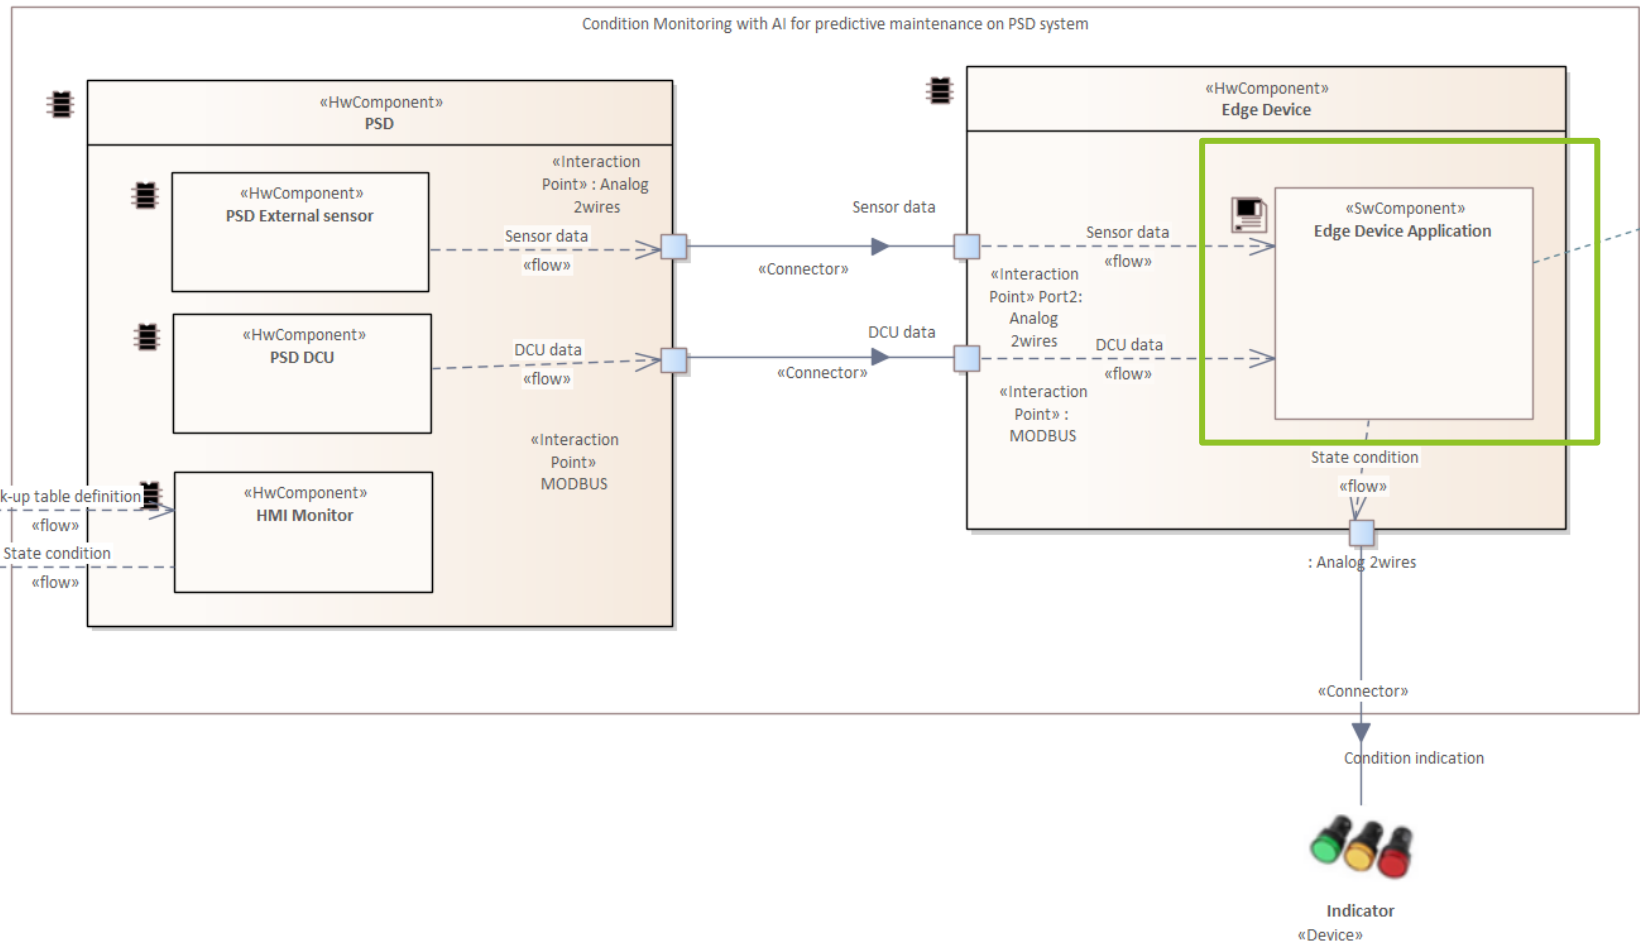 Condition Monitoring with AI for predictive maintenance on PSD system
«HwComponent»
PSD
«HwComponent»
PSD External sensor
«Interaction
Point» : Analog
2wires
Sensor data
«flow»
«HwComponent»
PSD DCU
DCU data
«flow»
«Interaction
Point»
MODBUS
k-up table definition
«flow»
State condition
«flow»
«HwComponent»
HMI Monitor
Sensor data
«Connector»
DCU data
«Connector»
«HwComponent»
Edge Device
Sensor data
«flow»
«Interaction
Point» Port2:
Analog
2wires
DCU data
«flow»
«Interaction
Point» :
MODBUS
«SwComponent»
Edge Device Application
State condition
«flow»
: Analog 2wires
«Connector»
Condition indication
Indicator
«Device»